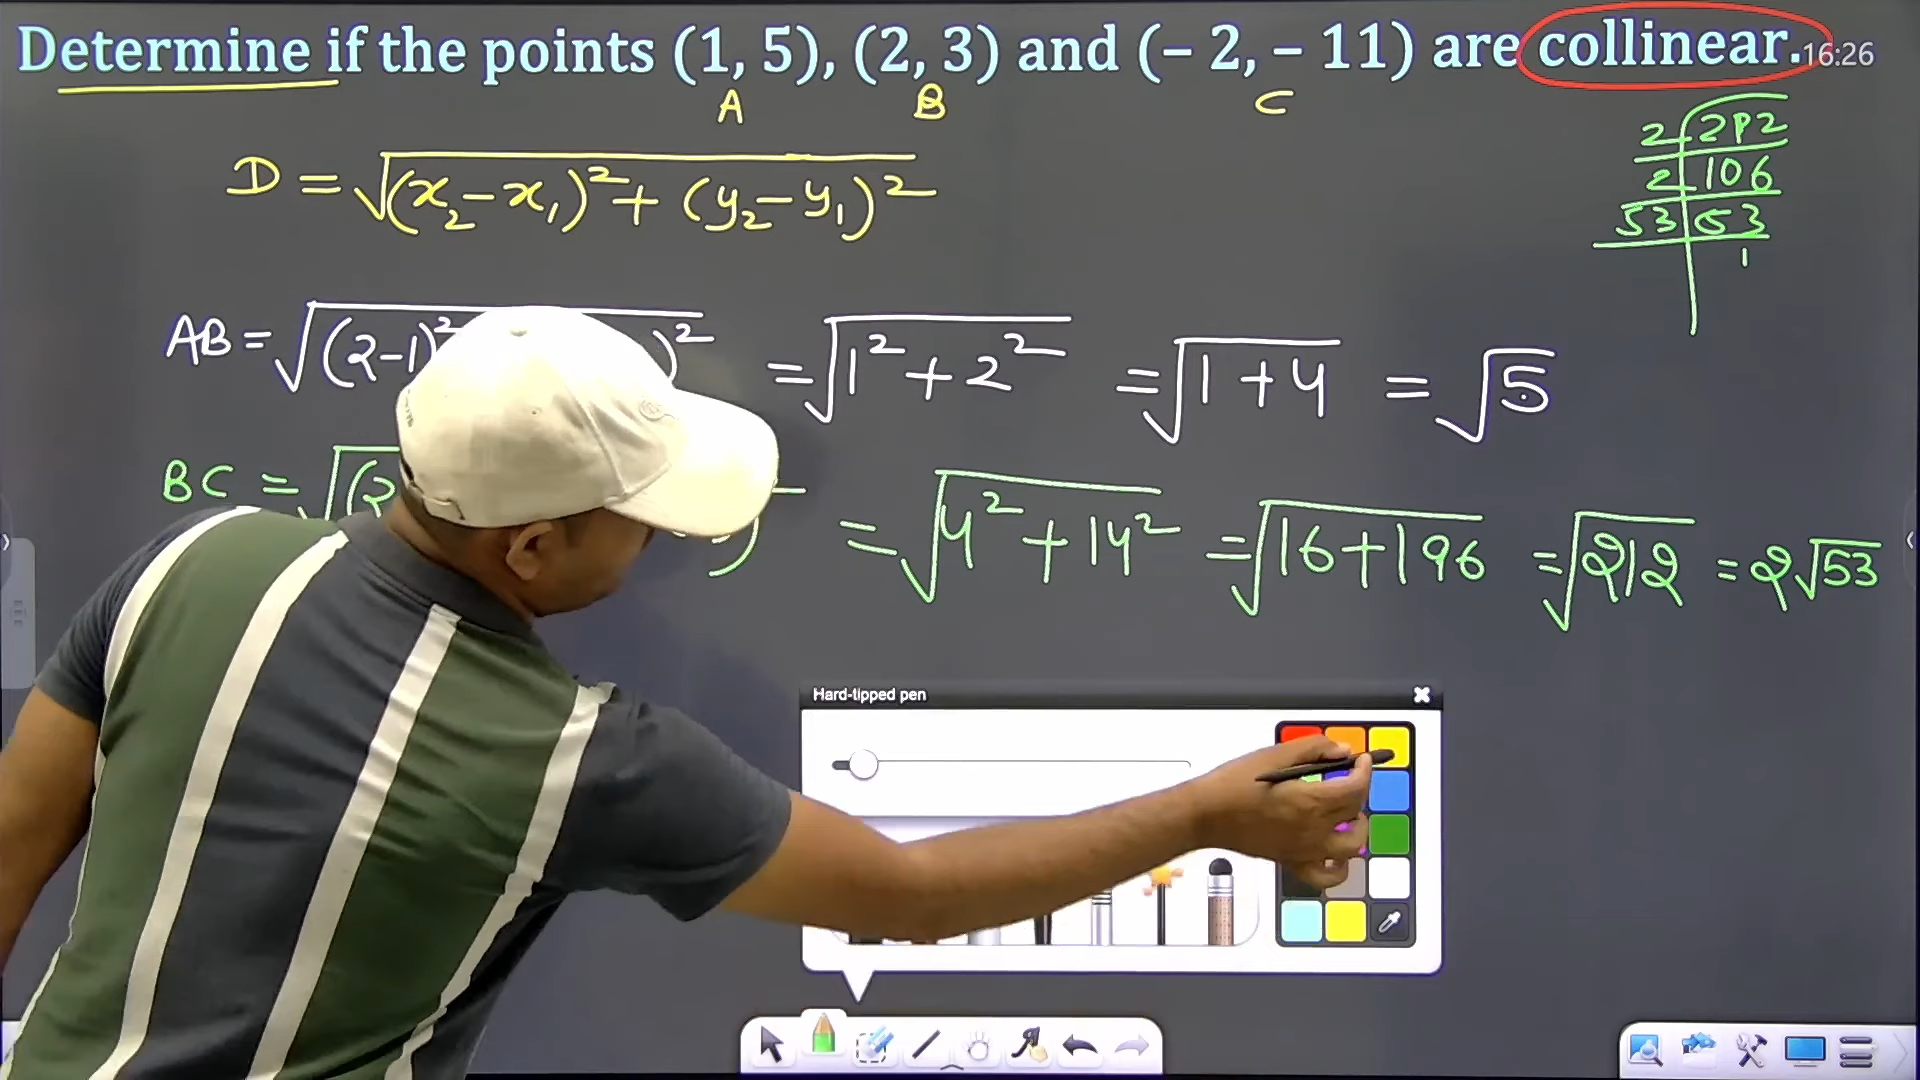 Determine if the points (1, 5), (2, 3) and (– 2, – 11) are collinear.
16:26
A B C
D = √(x₂-x₁)² + (y₂-y₁)²
2 212
2 106
53 53
1
AB = √(2-1)² )² = √1² + 2² = √1 + 4 = √5
BC = √(2 ) = √4² + 14² = √16 + 196 = √212 = 2√53
Hard-tipped pen